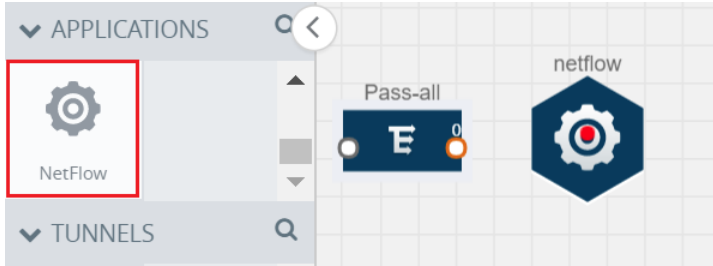 APPLICATIONS
NetFlow
TUNNELS
Pass-all
0
netflow